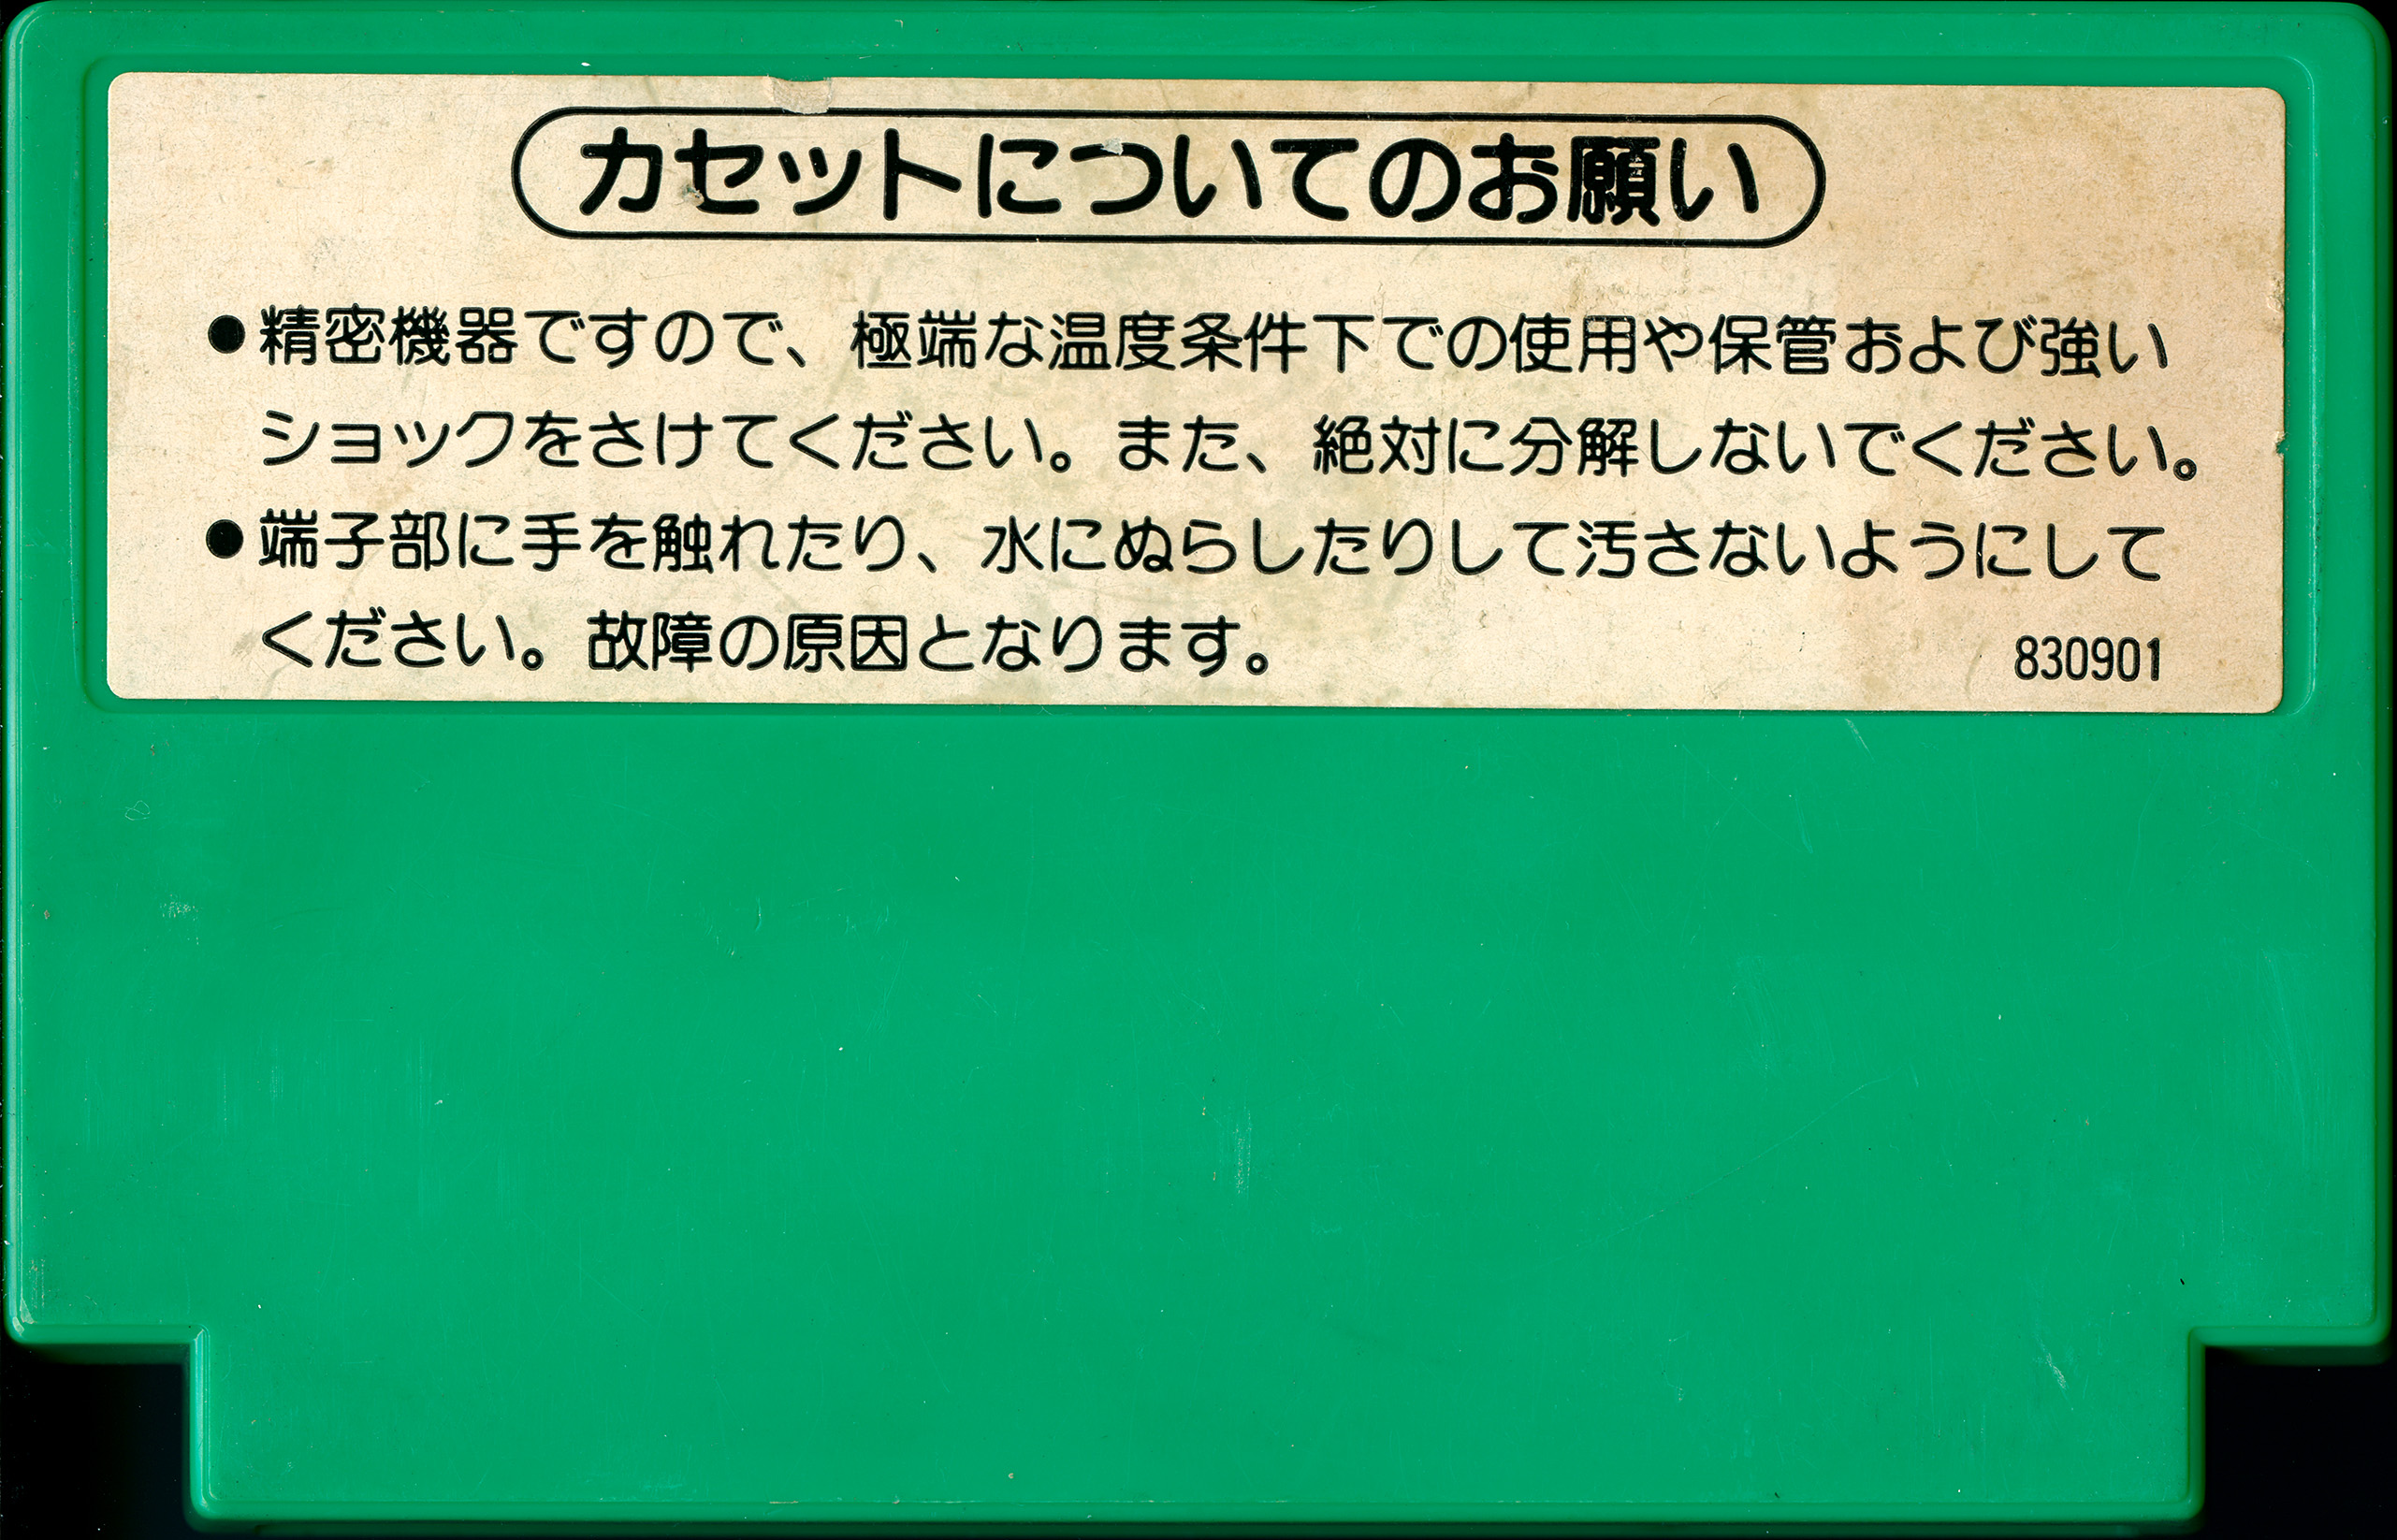 カセットについてのお願い
●精密機器ですので、極端な温度条件下での使用や保管および強い
ショックをさけてください。また、絶対に分解しないでください。
●端子部に手を触れたり、水にぬらしたりして汚さないようにして
ください。故障の原因となります。
830901